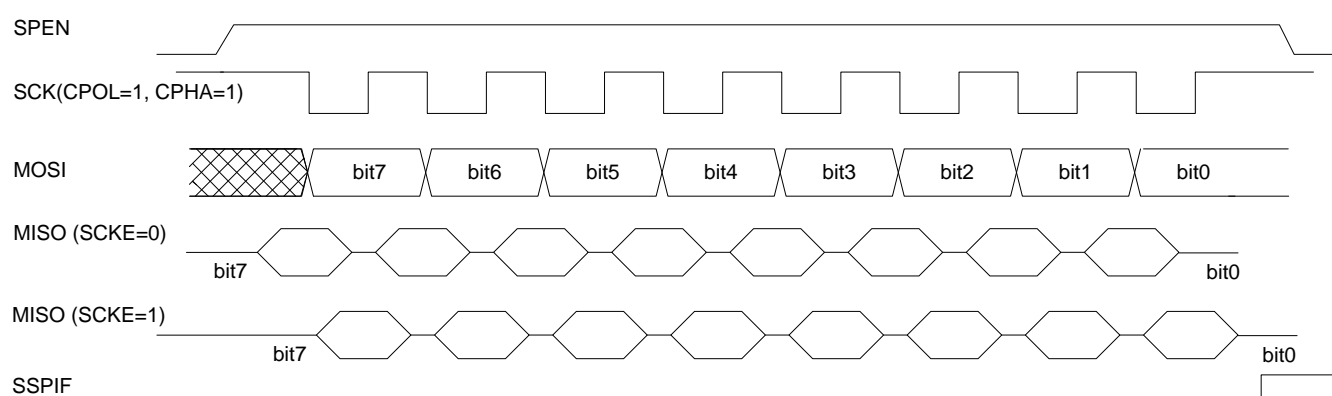 SPEN
SCK(CPOL=1, CPHA=1)
MOSI
bit7 bit6 bit5 bit4 bit3 bit2 bit1 bit0
MISO (SCKE=0)
bit7 bit0
MISO (SCKE=1)
bit7 bit0
SSPIF